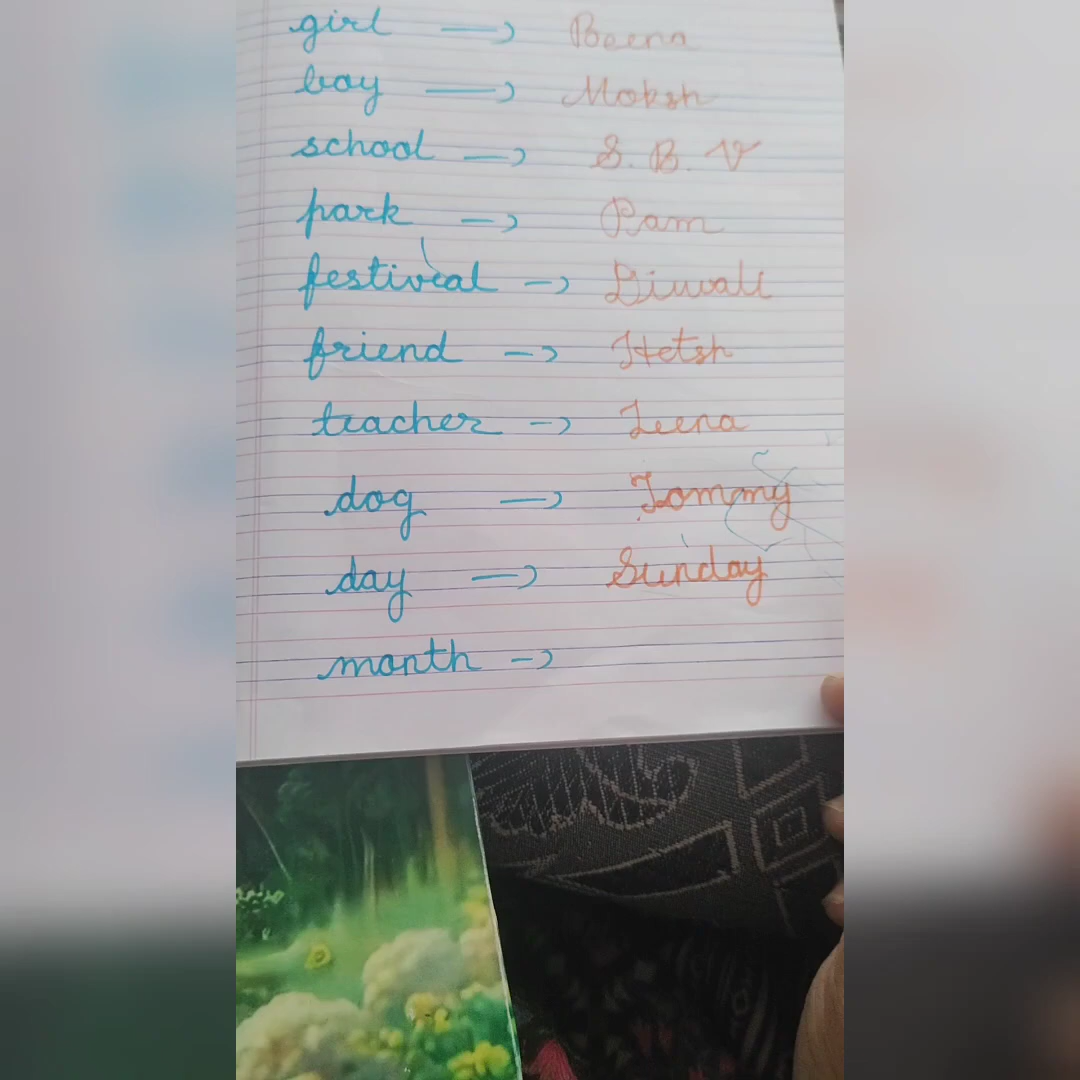 girl → Beena
boy → Moksh
school → S. B. V
park → Ram
festival → Diwali
friend → Hetsh
teacher → Leena
dog → Tommy
day → Sunday
month →